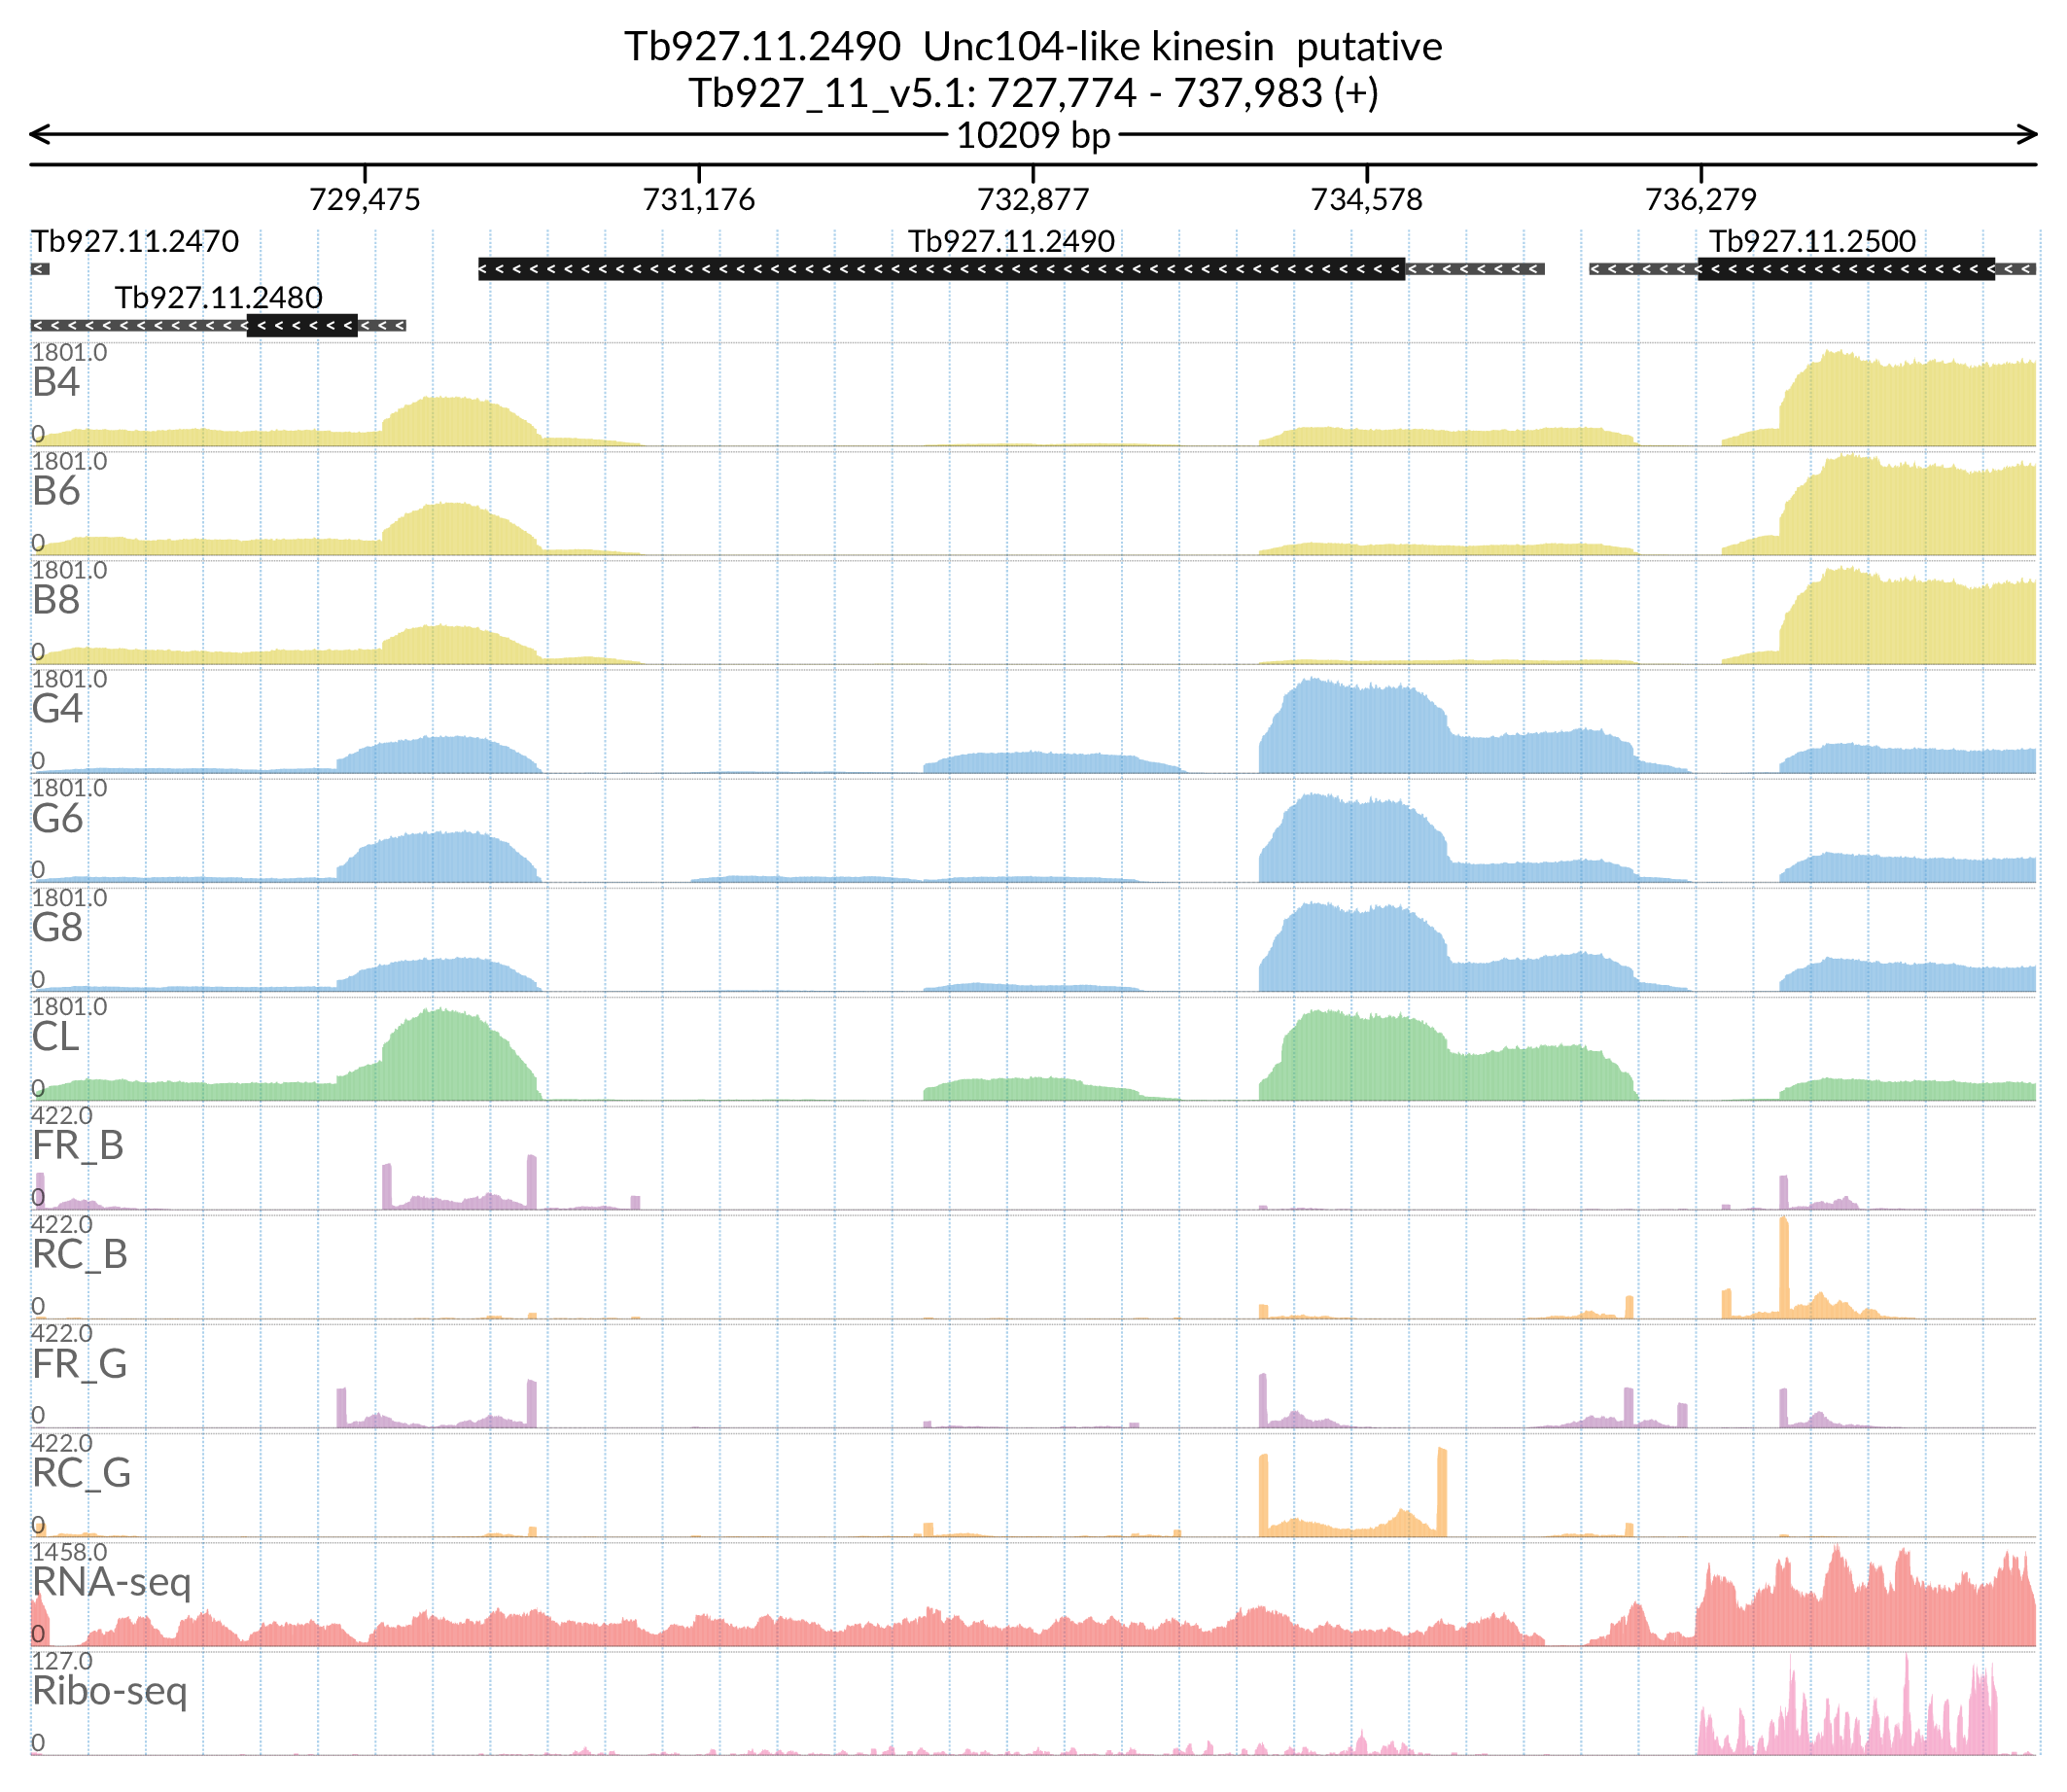 Tb927.11.2490 Unc104-like kinesin putative
Tb927_11_v5.1: 727,774 - 737,983 (+)
10209 bp
729,475 731,176 732,877 734,578 736,279
Tb927.11.2470 Tb927.11.2490 Tb927.11.2500
Tb927.11.2480
1801.0
B4
0
1801.0
B6
0
1801.0
B8
0
1801.0
G4
0
1801.0
G6
0
1801.0
G8
0
1801.0
CL
0
422.0
FR_B
0
422.0
RC_B
0
422.0
FR_G
0
422.0
RC_G
0
1458.0
RNA-seq
0
127.0
Ribo-seq
0